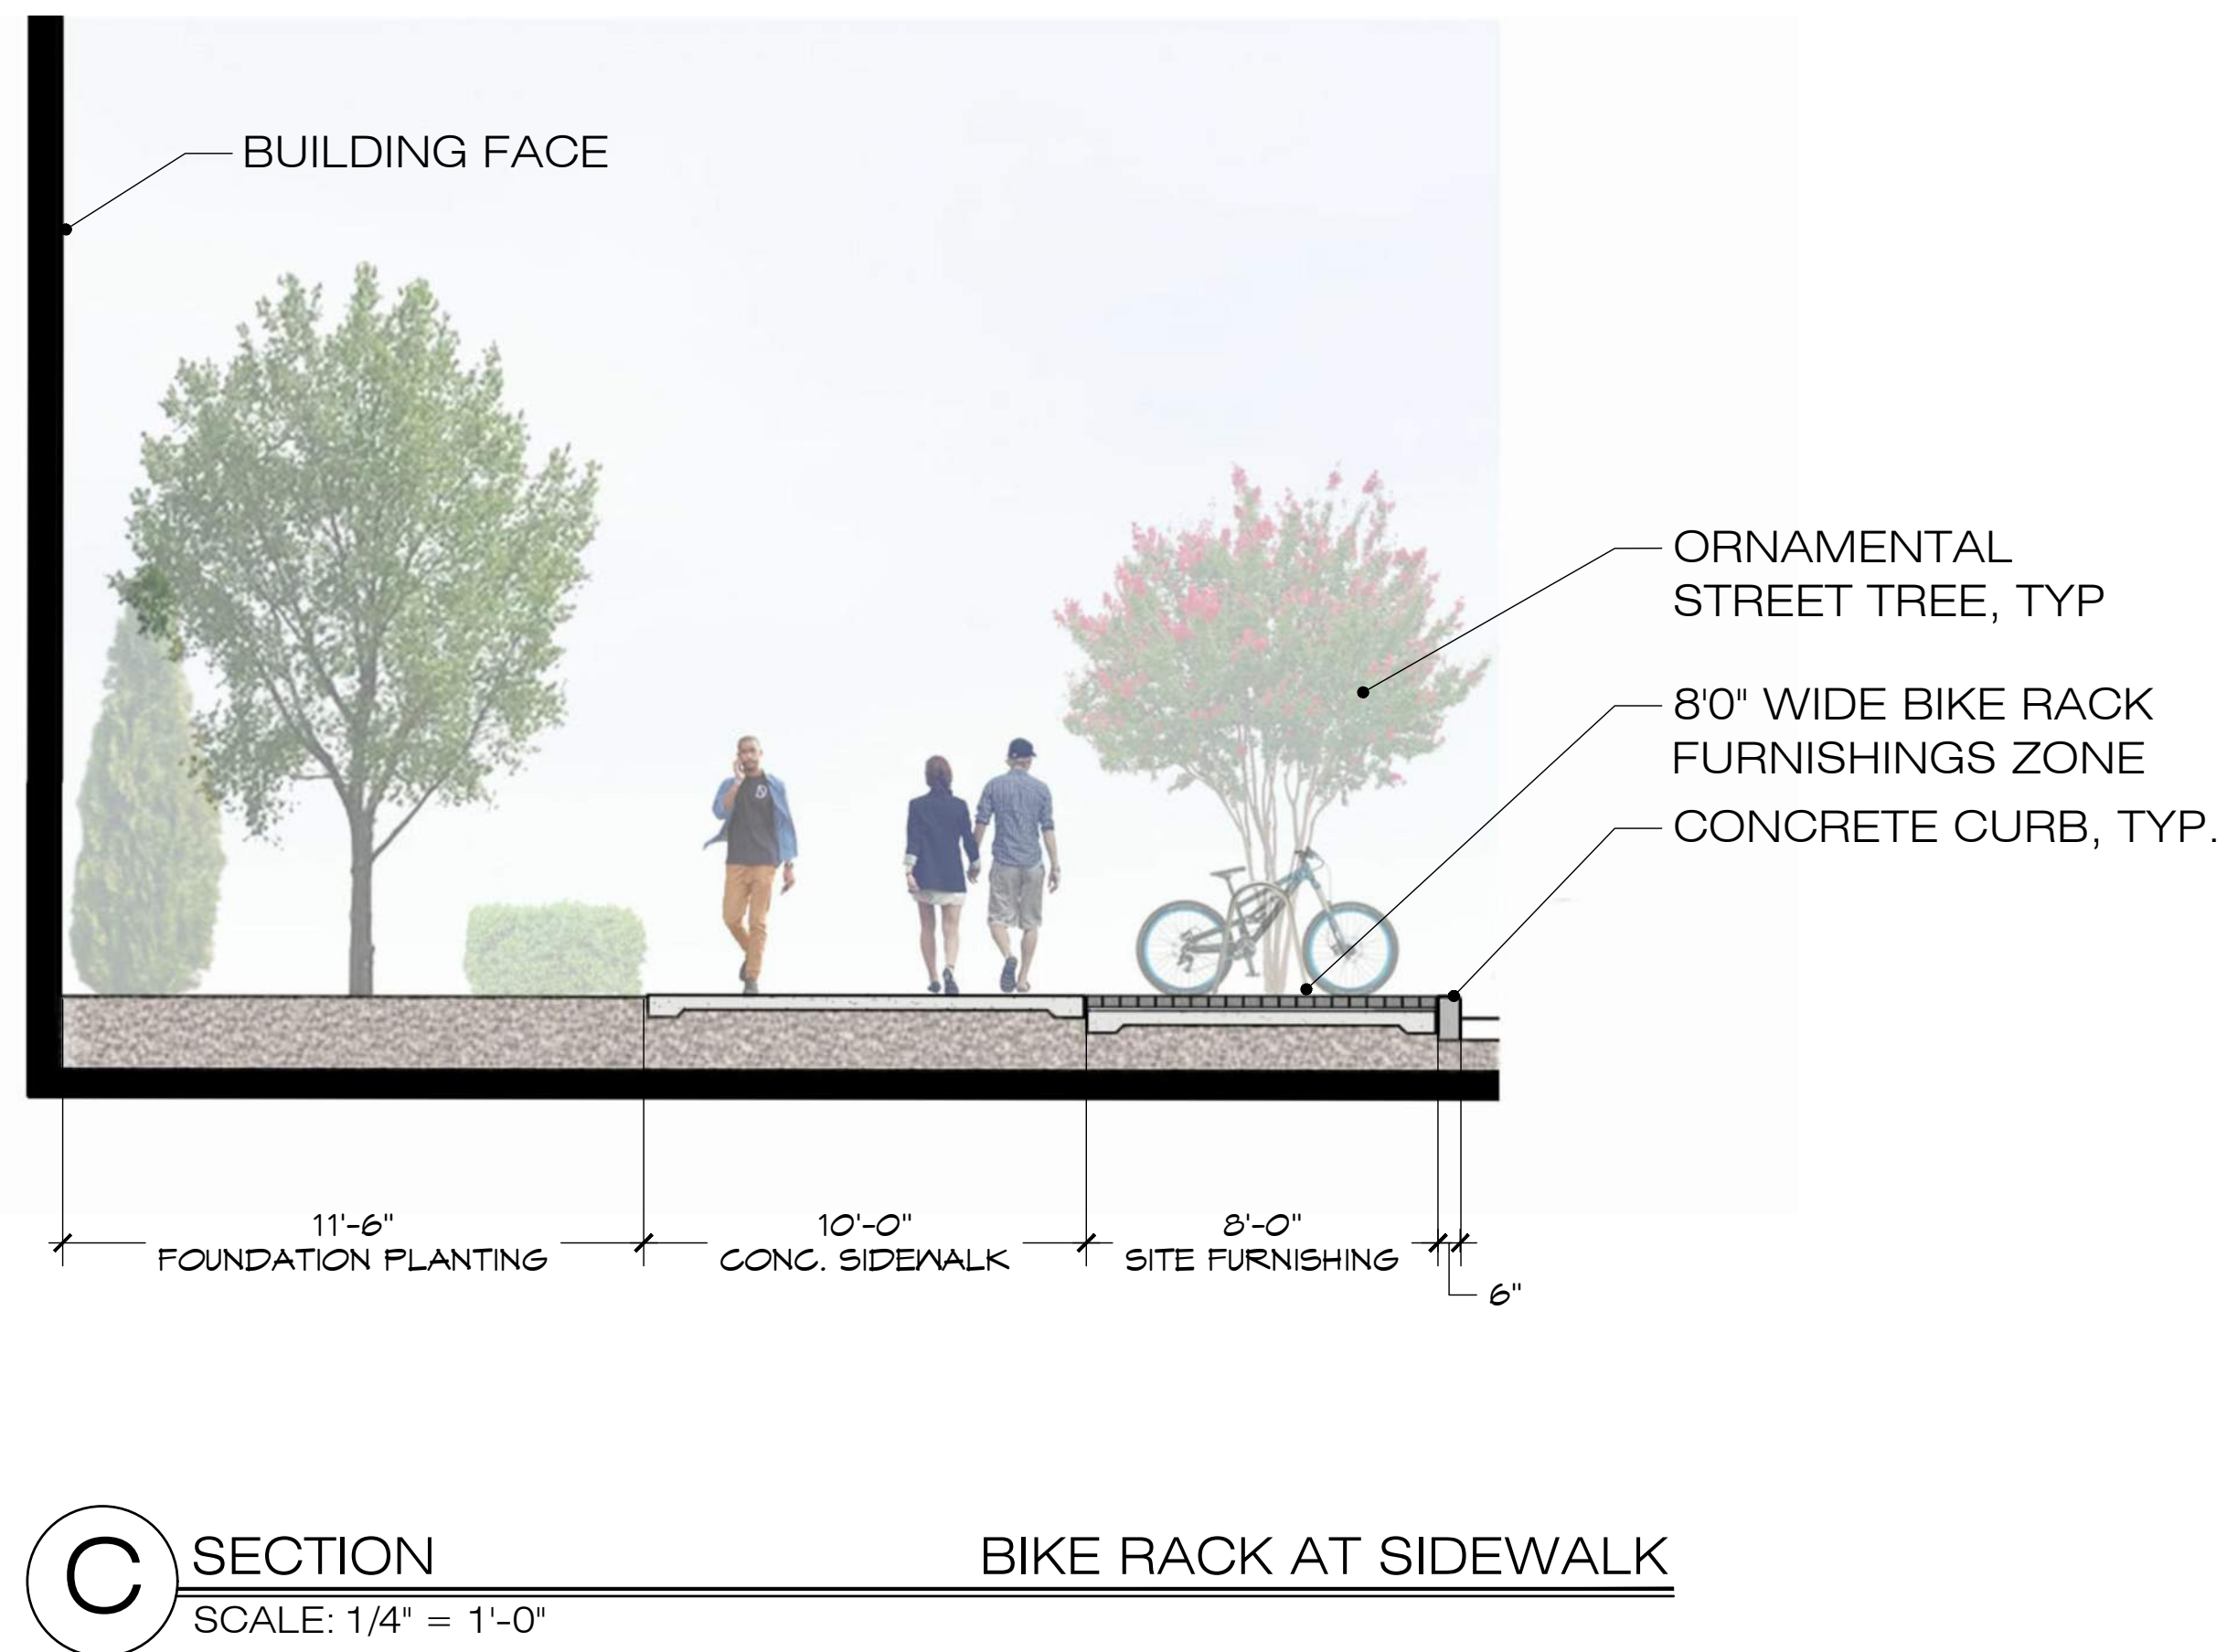 BUILDING FACE
ORNAMENTAL
STREET TREE, TYP
8'0" WIDE BIKE RACK
FURNISHINGS ZONE
CONCRETE CURB, TYP.
11'-6"
FOUNDATION PLANTING
10'-0"
CONC. SIDEWALK
8'-0"
SITE FURNISHING
6"
C
SECTION
BIKE RACK AT SIDEWALK
SCALE: 1/4" = 1'-0"